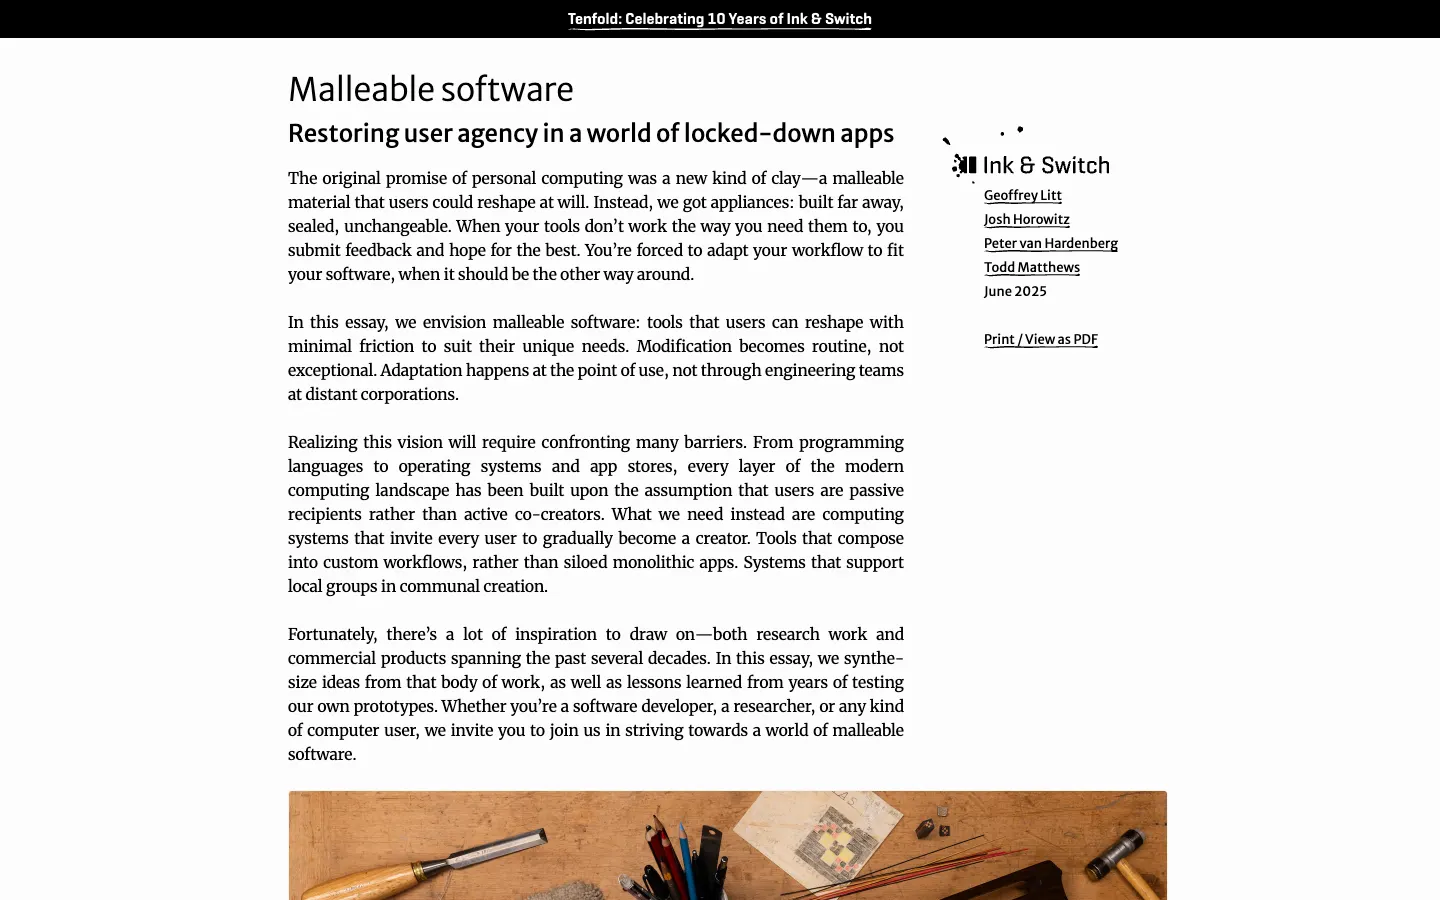 Tenfold: Celebrating 10 Years of Ink & Switch
Malleable software
Restoring user agency in a world of locked-down apps
The original promise of personal computing was a new kind of clay—a malleable
material that users could reshape at will. Instead, we got appliances: built far away,
sealed, unchangeable. When your tools don’t work the way you need them to, you
submit feedback and hope for the best. You’re forced to adapt your workflow to fit
your software, when it should be the other way around.
In this essay, we envision malleable software: tools that users can reshape with
minimal friction to suit their unique needs. Modification becomes routine, not
exceptional. Adaptation happens at the point of use, not through engineering teams
at distant corporations.
Realizing this vision will require confronting many barriers. From programming
languages to operating systems and app stores, every layer of the modern
computing landscape has been built upon the assumption that users are passive
recipients rather than active co-creators. What we need instead are computing
systems that invite every user to gradually become a creator. Tools that compose
into custom workflows, rather than siloed monolithic apps. Systems that support
local groups in communal creation.
Fortunately, there’s a lot of inspiration to draw on—both research work and
commercial products spanning the past several decades. In this essay, we synthe-
size ideas from that body of work, as well as lessons learned from years of testing
our own prototypes. Whether you’re a software developer, a researcher, or any kind
of computer user, we invite you to join us in striving towards a world of malleable
software.
Ink & Switch
Geoffrey Litt
Josh Horowitz
Peter van Hardenberg
Todd Matthews
June 2025
Print / View as PDF